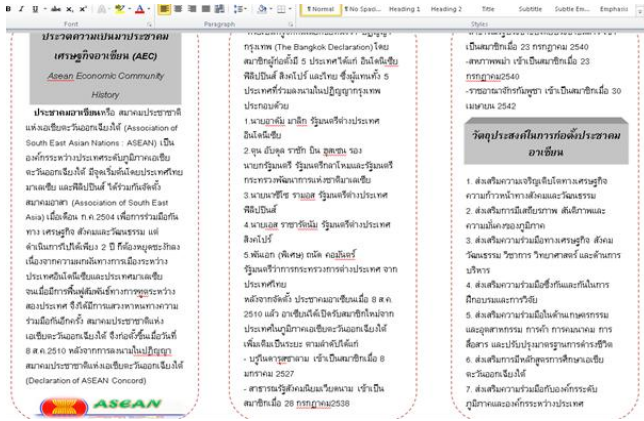 Normal
No Spaci...
Heading 1
Heading 2
Title
Subtitle
Subtle Em...
Emphasis
Font
Paragraph
Styles
ประวัติความเป็นมาประชาคม
เศรษฐกิจอาเซียน (AEC)
Asean Economic Community
History
ประชาคมอาเซียนหรือ สมาคมประชาชาติ
แห่งเอเชียตะวันออกเฉียงใต้ (Association of
South East Asian Nations : ASEAN) เป็น
องค์กรระหว่างประเทศระดับภูมิภาคเอเชีย
ตะวันออกเฉียงใต้ มีจุดเริ่มต้นโดยประเทศไทย
มาเลเซีย และฟิลิปปินส์ ได้ร่วมกันจัดตั้ง
สมาคมอาสา (Association of South East
Asia) เมื่อเดือน ก.ค.2504 เพื่อการร่วมมือกัน
ทาง เศรษฐกิจ สังคมและวัฒนธรรม แต่
ดำเนินการไปได้เพียง 2 ปี ก็ต้องหยุดชะงักลง
เนื่องจากความผกผันทางการเมืองระหว่าง
ประเทศอินโดนีเซียและประเทศมาเลเซีย
จนเมื่อมีการฟื้นฟูสัมพันธ์ทางการฑูตระหว่าง
สองประเทศ จึงได้มีการแสวงหาหนทางความ
ร่วมมือกันอีกครั้ง สมาคมประชาชาติแห่ง
เอเชียตะวันออกเฉียงใต้ จึงก่อตั้งขึ้นเมื่อวันที่
8 ส.ค.2510 หลังจากการลงนามในปฏิญญา
สมาคมประชาชาติแห่งเอเชียตะวันออกเฉียงใต้
(Declaration of ASEAN Concord)
ASEAN
กรุงเทพ (The Bangkok Declaration) โดย
สมาชิกผู้ก่อตั้งมี 5 ประเทศได้แก่ อินโดนีเซีย
ฟิลิปปินส์ สิงคโปร์ และไทย ซึ่งผู้แทนทั้ง 5
ประเทศที่ร่วมลงนามในปฏิญญากรุงเทพ
ประกอบด้วย
1.นายอาดัม มาลิก รัฐมนตรีต่างประเทศ
อินโดนีเซีย
2.ตุน อับดุล ราชัก บิน ฮุสเซน รอง
นายกรัฐมนตรี รัฐมนตรีกลาโหมและรัฐมนตรี
กระทรวงพัฒนาการแห่งชาติมาเลเซีย
3.นายนาซิโซ รามอส รัฐมนตรีต่างประเทศ
ฟิลิปปินส์
4.นายเอส ราชารัตนัม รัฐมนตรีต่างประเทศ
สิงคโปร์
5.พันเอก (พิเศษ) ถนัด คอมันตร์
รัฐมนตรีว่าการกระทรวงการต่างประเทศ จาก
ประเทศไทย
หลังจากจัดตั้ง ประชาคมอาเซียนเมื่อ 8 ส.ค.
2510 แล้ว อาเซียนได้เปิดรับสมาชิกใหม่จาก
ประเทศในภูมิภาคเอเชียตะวันออกเฉียงใต้
เพิ่มเติมเป็นระยะ ตามลำดับได้แก่
- บรูไนดารุสซาลาม เข้าเป็นสมาชิกเมื่อ 8
มกราคม 2527
- สาธารณรัฐสังคมนิยมเวียดนาม เข้าเป็น
สมาชิกเมื่อ 28 กรกฏาคม2538
เป็นสมาชิกเมื่อ 23 กรกฎาคม 2540
-สหภาพพม่า เข้าเป็นสมาชิกเมื่อ 23
กรกฏาคม2540
-ราชอาณาจักรกัมพูชา เข้าเป็นสมาชิกเมื่อ 30
เมษายน 2542
วัตถุประสงค์ในการก่อตั้งประชาคม
อาเซียน
1. ส่งเสริมความเจริญเติบโตทางเศรษฐกิจ
ความก้าวหน้าทางสังคมและวัฒนธรรม
2. ส่งเสริมการมีเสถียรภาพ สันติภาพและ
ความมั่นคงของภูมิภาค
3. ส่งเสริมความร่วมมือทางเศรษฐกิจ สังคม
วัฒนธรรม วิชาการ วิทยาศาสตร์ และด้านการ
บริหาร
4. ส่งเสริมความร่วมมือซึ่งกันและกันในการ
ฝึกอบรมและการวิจัย
5. ส่งเสริมความร่วมมือในด้านเกษตรกรรม
และอุตสาหกรรม การค้า การคมนาคม การ
สื่อสาร และปรับปรุงมาตรฐานการดำรงชีวิต
6. ส่งเสริมการมีหลักสูตรการศึกษาเอเชีย
ตะวันออกเฉียงใต้
7. ส่งเสริมความร่วมมือกับองค์กรระดับ
ภูมิภาคและองค์กรระหว่างประเทศ